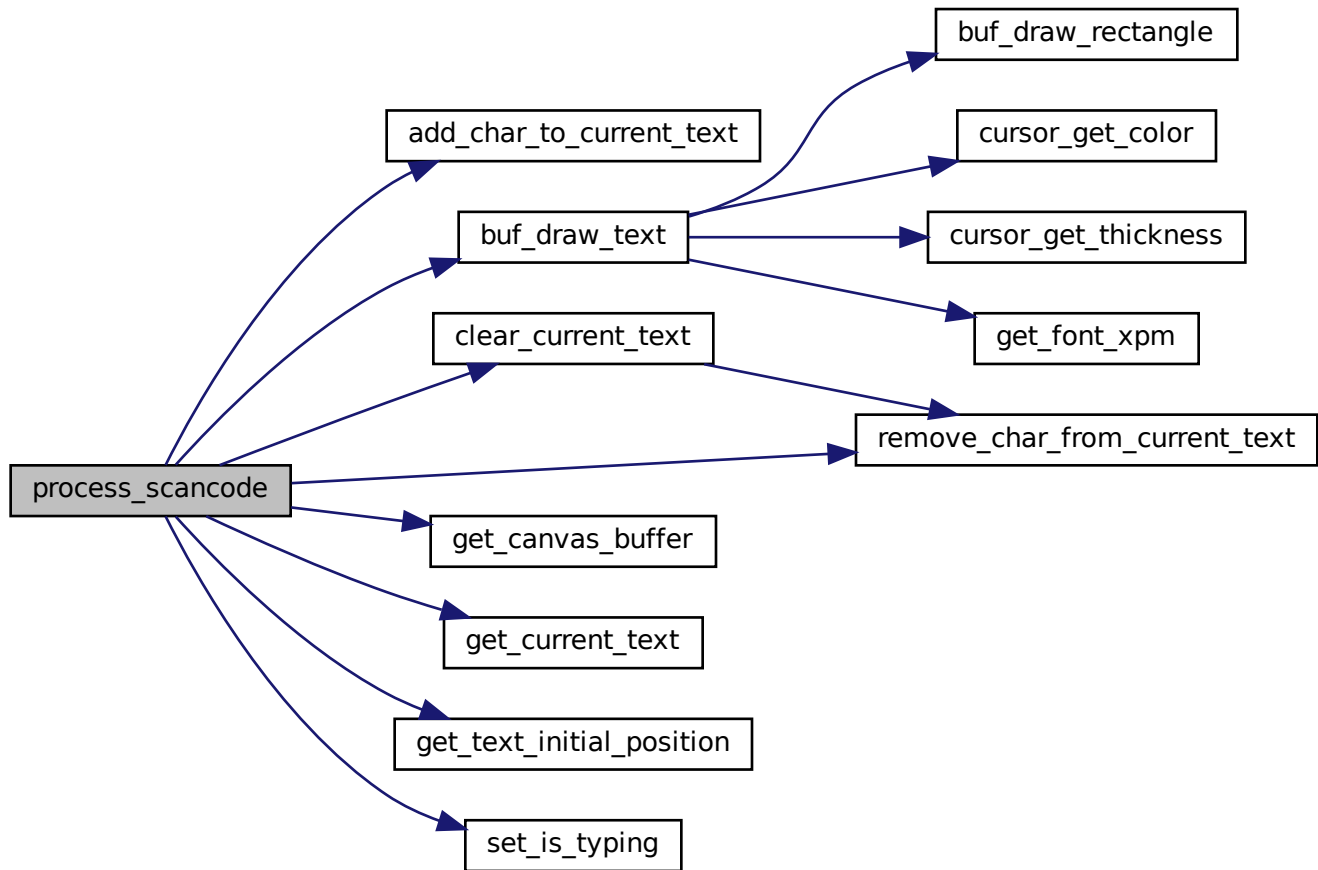 buf_draw_rectangle
add_char_to_current_text
cursor_get_color
buf_draw_text
cursor_get_thickness
clear_current_text
get_font_xpm
remove_char_from_current_text
process_scancode
get_canvas_buffer
get_current_text
get_text_initial_position
set_is_typing